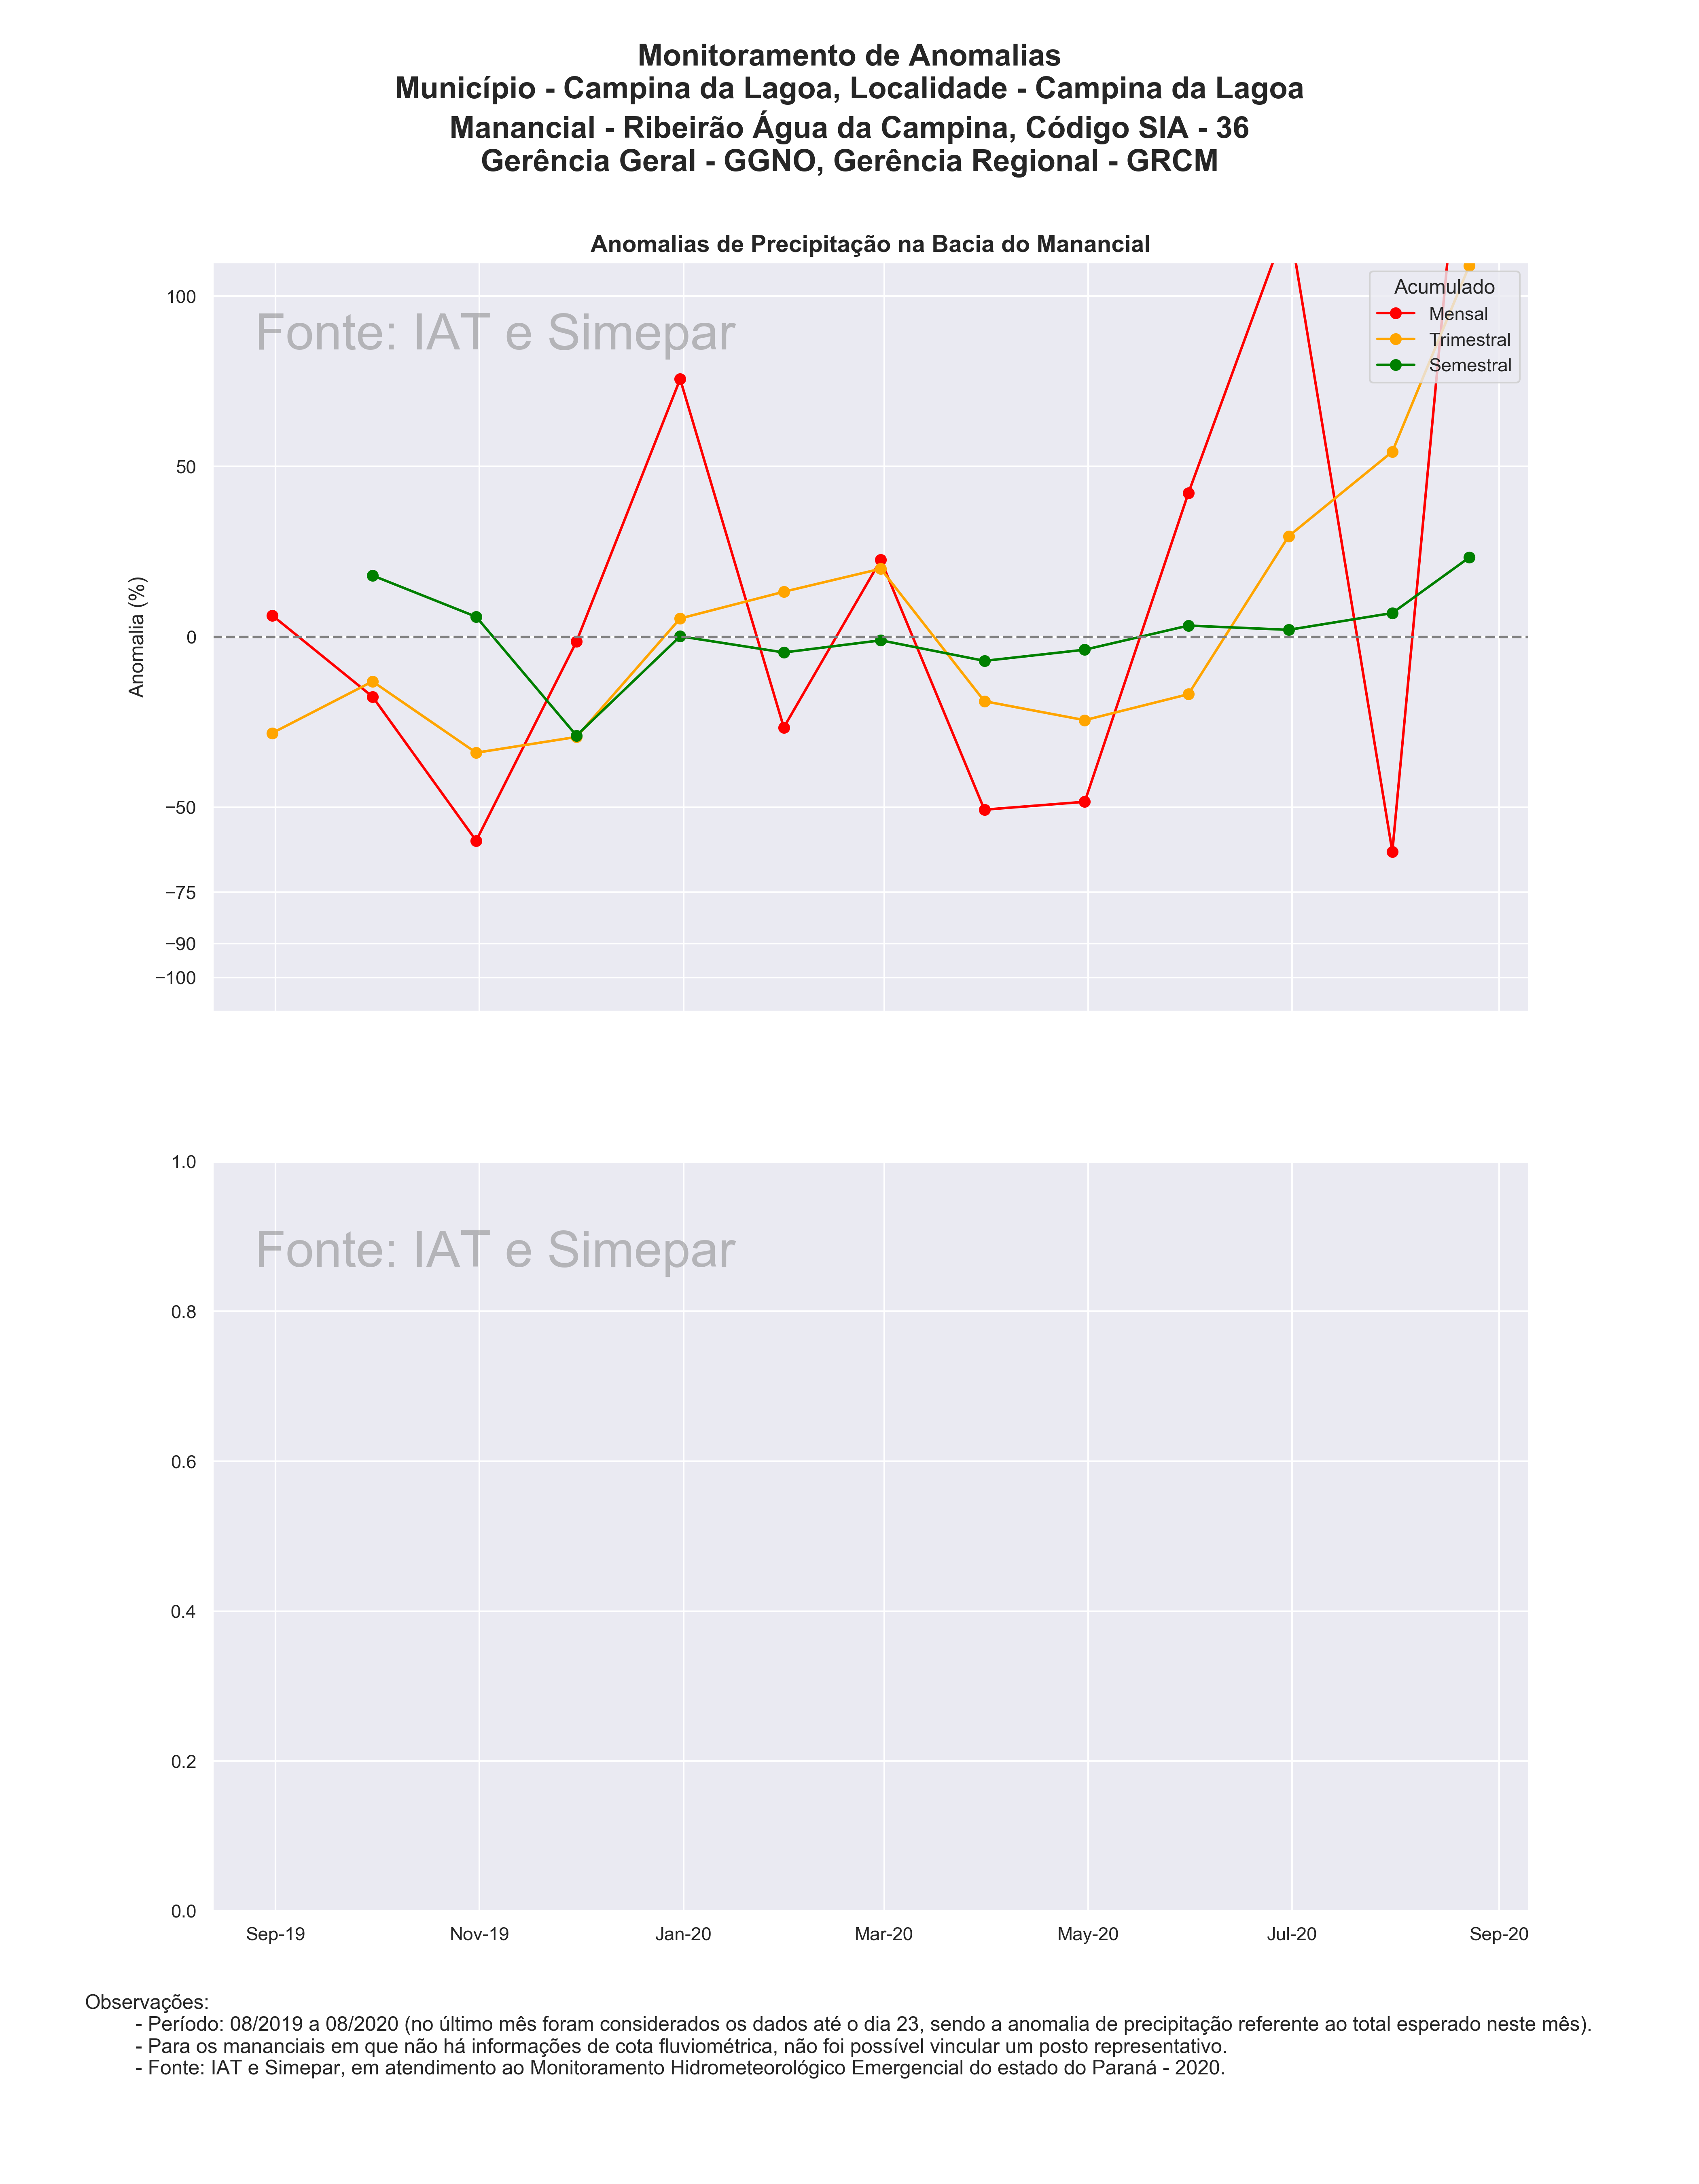 Monitoramento de Anomalias
Município - Campina da Lagoa, Localidade - Campina da Lagoa
Manancial - Ribeirão Água da Campina, Código SIA - 36
Gerência Geral - GGNO, Gerência Regional - GRCM
Anomalias de Precipitação na Bacia do Manancial
Fonte: IAT e Simepar
Acumulado
Mensal
Trimestral
Semestral
Anomalia (%)
100
50
0
−50
−75
−90
−100
Fonte: IAT e Simepar
1.0
0.8
0.6
0.4
0.2
0.0
Sep-19 Nov-19 Jan-20 Mar-20 May-20 Jul-20 Sep-20
Observações:
- Período: 08/2019 a 08/2020 (no último mês foram considerados os dados até o dia 23, sendo a anomalia de precipitação referente ao total esperado neste mês).
- Para os mananciais em que não há informações de cota fluviométrica, não foi possível vincular um posto representativo.
- Fonte: IAT e Simepar, em atendimento ao Monitoramento Hidrometeorológico Emergencial do estado do Paraná - 2020.